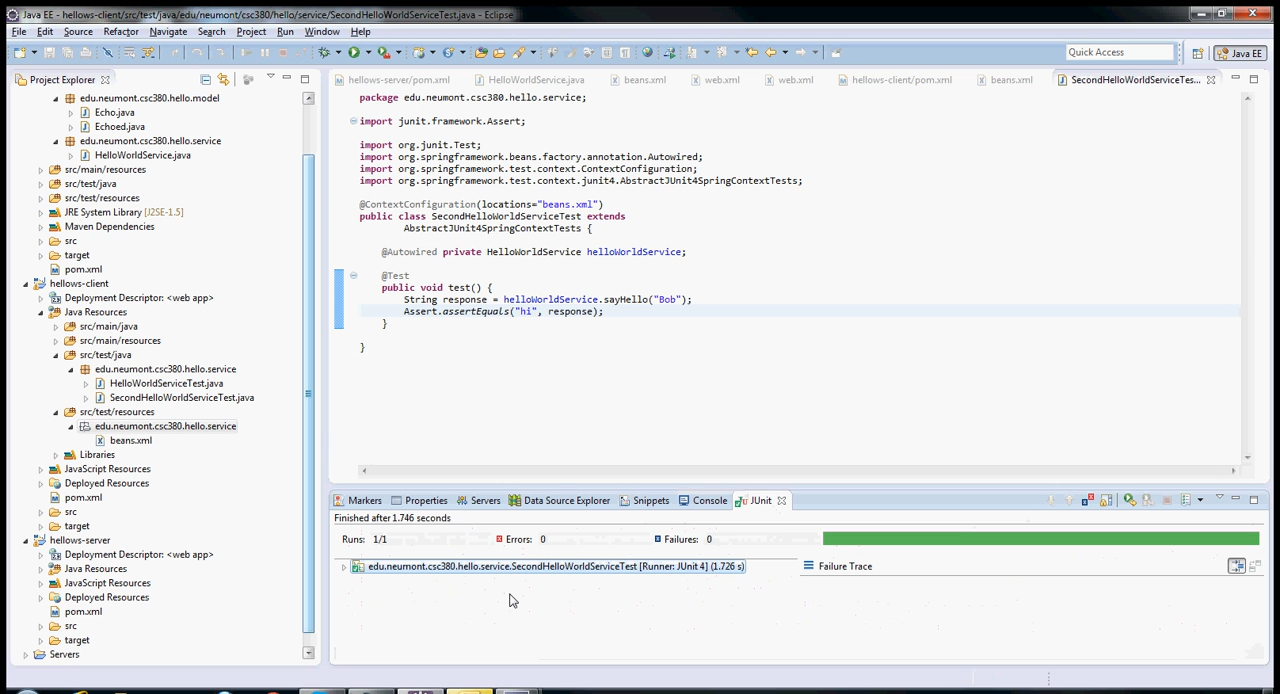 Java EE - hellows-client/src/test/java/edu/neumont/csc380/hello/service/SecondHelloWorldServiceTest.java - Eclipse
File Edit Source Refactor Navigate Search Project Run Window Help
Quick Access
Java EE
Project Explorer
edu.neumont.csc380.hello.model
Echo.java
Echoed.java
edu.neumont.csc380.hello.service
HelloWorldService.java
src/main/resources
src/test/java
src/test/resources
JRE System Library [J2SE-1.5]
Maven Dependencies
src
target
pom.xml
hellows-client
Deployment Descriptor: <web app>
Java Resources
src/main/java
src/main/resources
src/test/java
edu.neumont.csc380.hello.service
HelloWorldServiceTest.java
SecondHelloWorldServiceTest.java
src/test/resources
edu.neumont.csc380.hello.service
beans.xml
Libraries
JavaScript Resources
Deployed Resources
pom.xml
src
target
hellows-server
Deployment Descriptor: <web app>
Java Resources
JavaScript Resources
Deployed Resources
pom.xml
src
target
Servers
hellows-server/pom.xml HelloWorldService.java beans.xml web.xml web.xml hellows-client/pom.xml beans.xml SecondHelloWorldServiceTes...
package edu.neumont.csc380.hello.service;
import junit.framework.Assert;
import org.junit.Test;
import org.springframework.beans.factory.annotation.Autowired;
import org.springframework.test.context.ContextConfiguration;
import org.springframework.test.context.junit4.AbstractJUnit4SpringContextTests;
@ContextConfiguration(locations="beans.xml")
public class SecondHelloWorldServiceTest extends
AbstractJUnit4SpringContextTests {
@Autowired private HelloWorldService helloWorldService;
@Test
public void test() {
String response = helloWorldService.sayHello("Bob");
Assert.assertEquals("hi", response);
}
}
Markers Properties Servers Data Source Explorer Snippets Console JUnit
Finished after 1.746 seconds
Runs: 1/1 Errors: 0 Failures: 0
edu.neumont.csc380.hello.service.SecondHelloWorldServiceTest [Runner: JUnit 4] (1.726 s)
Failure Trace